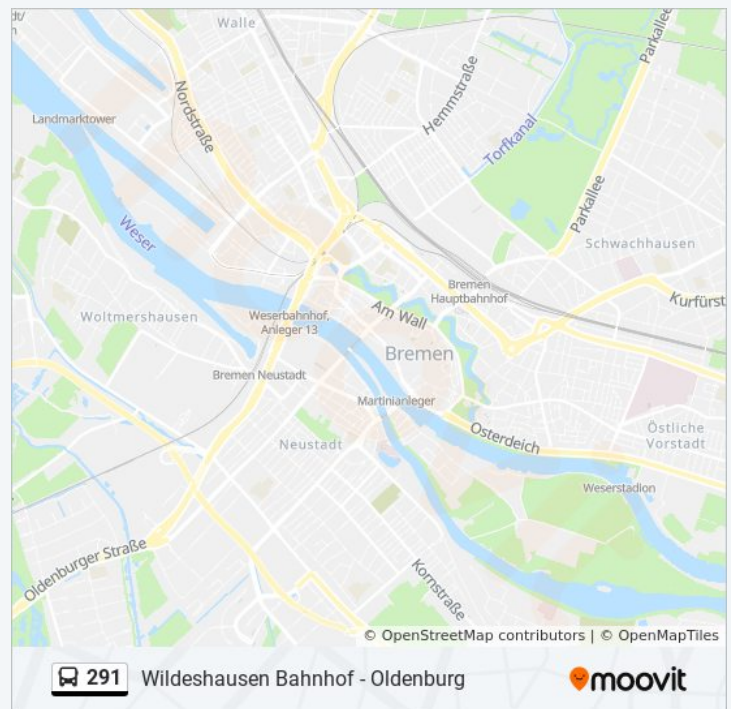 Walle
Parkallee
Hemmstraße
Nordstraße
Landmarktower
Torfkanal
Parkallee
Weser
Schwachhausen
Bremen
Hauptbahnhof
Kurfürst
Woltmershausen
Weserbahnhof,
Anleger 13
Am Wall
Bremen
Bremen Neustadt
Martinianleger
Osterdeich
Östliche
Vorstadt
Neustadt
Weserstadion
Oldenburger Straße
Kornstraße
© OpenStreetMap contributors | © OpenMapTiles
291 Wildeshausen Bahnhof - Oldenburg
moovit